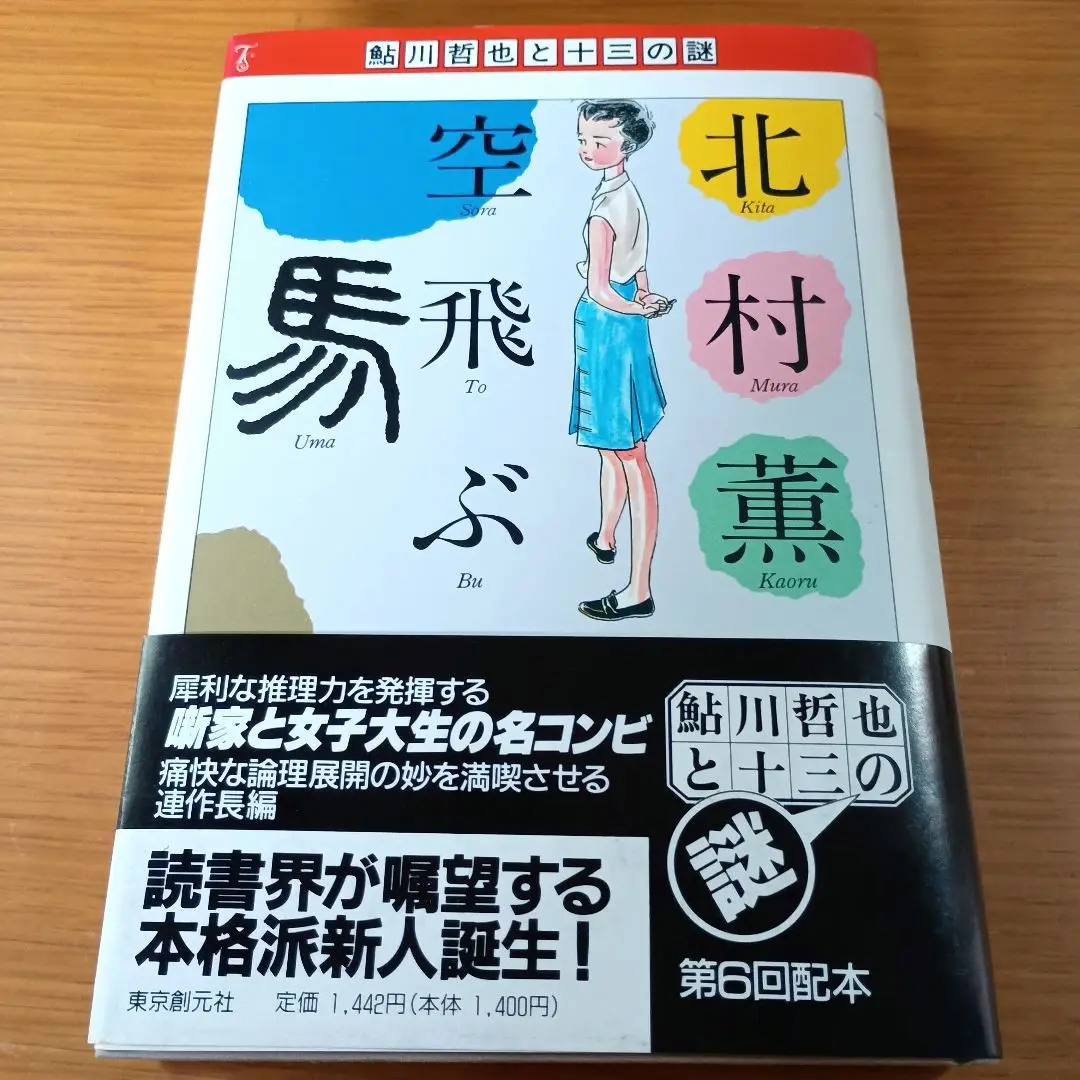 鮎川哲也と十三の謎
北
Kita
村
Mura
薫
Kaoru
空
Sora
飛
To
ぶ
Bu
馬
Uma
犀利な推理力を発揮する
噺家と女子大生の名コンビ
痛快な論理展開の妙を満喫させる
連作長編
読書界が嘱望する
本格派新人誕生!
東京創元社 定価 1,442円(本体 1,400円)
鮎川哲也
と十三の
謎
第6回配本